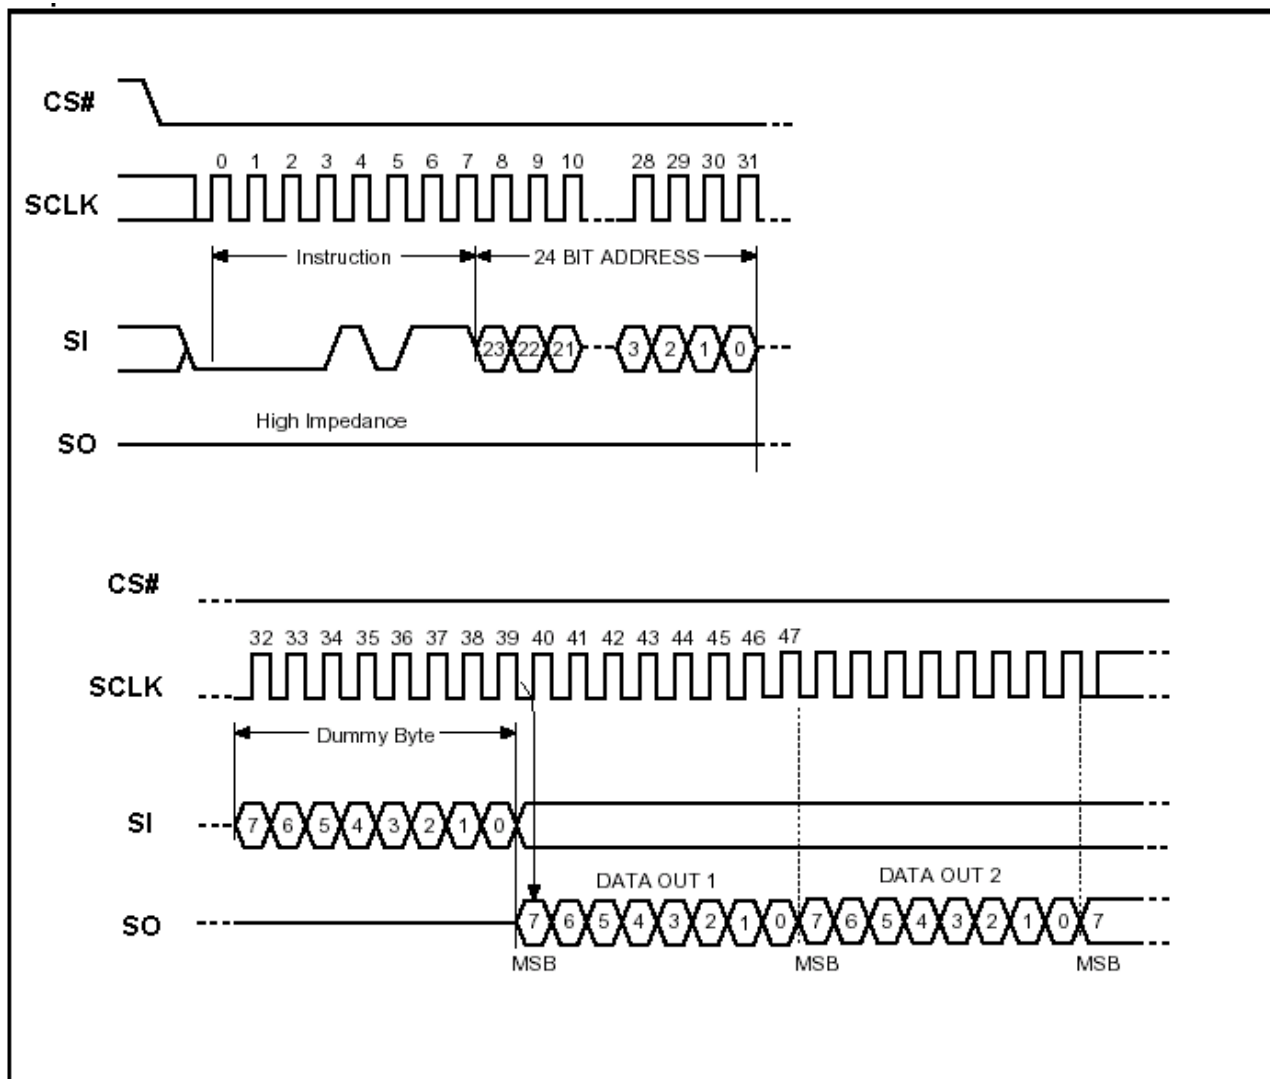 CS#
0 1 2 3 4 5 6 7 8 9 10 28 29 30 31
SCLK
Instruction 24 BIT ADDRESS
SI 23 22 21 3 2 1 0
High Impedance
SO
CS#
32 33 34 35 36 37 38 39 40 41 42 43 44 45 46 47
SCLK
Dummy Byte
SI 7 6 5 4 3 2 1 0
DATA OUT 1 DATA OUT 2
SO 7 6 5 4 3 2 1 0 7 6 5 4 3 2 1 0 7
MSB MSB MSB